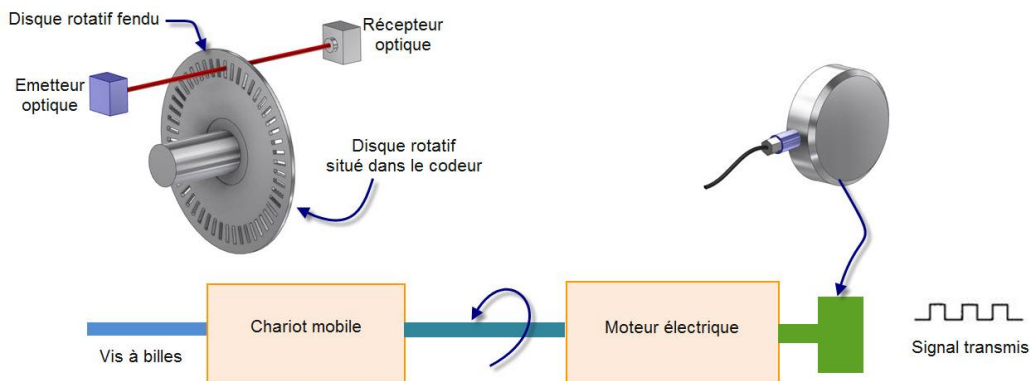 Disque rotatif fendu
Récepteur
optique
Emetteur
optique
Disque rotatif
situé dans le codeur
Chariot mobile
Moteur électrique
Vis à billes
Signal transmis